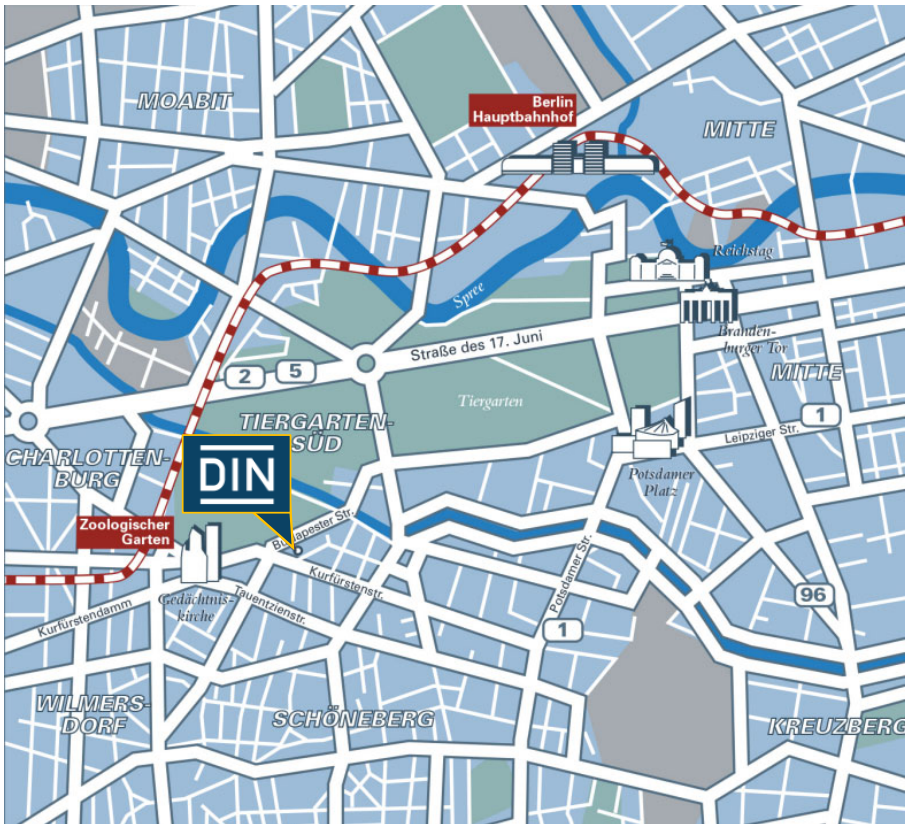 MOABIT
Berlin
Hauptbahnhof
MITTE
Reichstag
Spree
Branden-
burger Tor
Straße des 17. Juni
2
5
MITTE
Tiergarten
TIERGARTEN-
SÜD
1
Leipziger Str.
CHARLOTTEN-
BURG
DIN
Potsdamer
Platz
Zoologischer
Garten
Budapester Str.
Kurfürstenstr.
Potsdamer Str.
Tauentzienstr.
Gedächtnis-
kirche
Kurfürstendamm
96
1
WILMERS-
DORF
SCHÖNEBERG
KREUZBERG